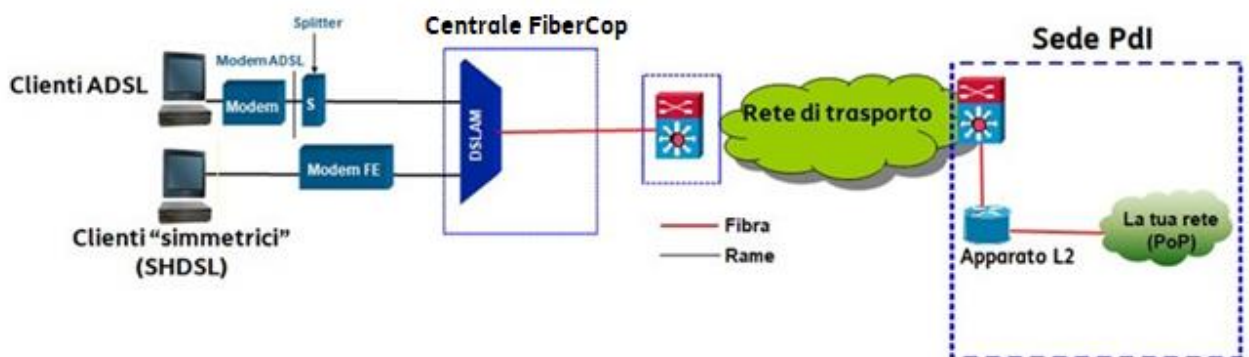 Splitter
Centrale FiberCop
Sede PdI
Modem ADSL
Clienti ADSL
Modem
S
DSLAM
Rete di trasporto
Modem FE
Clienti “simmetrici”
(SHDSL)
Fibra
Rame
La tua rete
(PoP)
Apparato L2